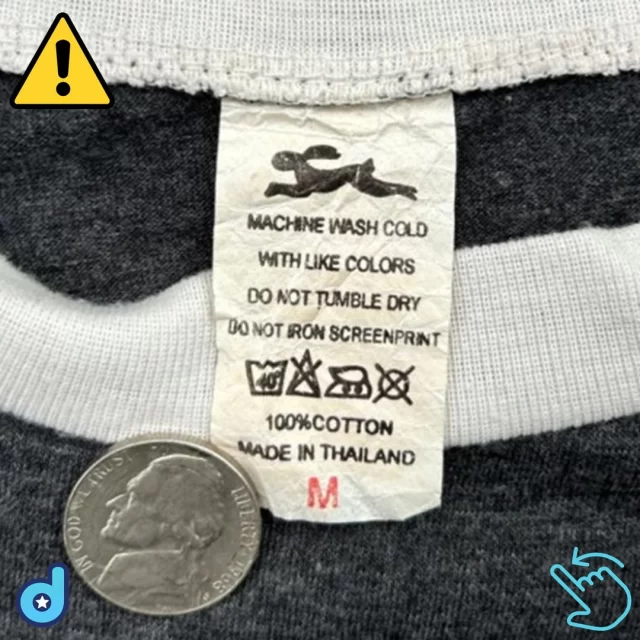 MACHINE WASH COLD
WITH LIKE COLORS
DO NOT TUMBLE DRY
DO NOT IRON SCREENPRINT
40°
100%COTTON
MADE IN THAILAND
M
IN GOD WE TRUST
LIBERTY
d